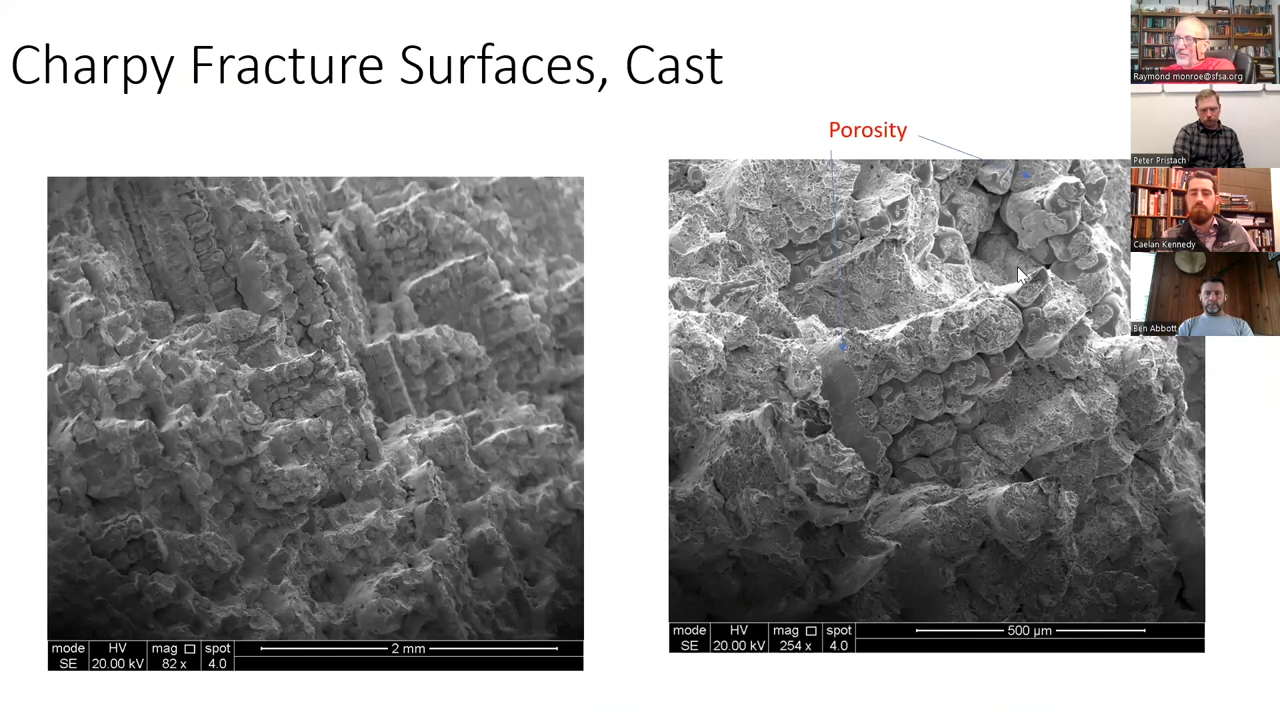 Charpy Fracture Surfaces, Cast
Porosity
mode HV mag spot
SE 20.00 kV 82 x 4.0
2 mm
mode HV mag spot
SE 20.00 kV 254 x 4.0
500 µm
Raymond monroe@sfsa.org
Peter Pristach
Caelan Kennedy
Ben Abbott